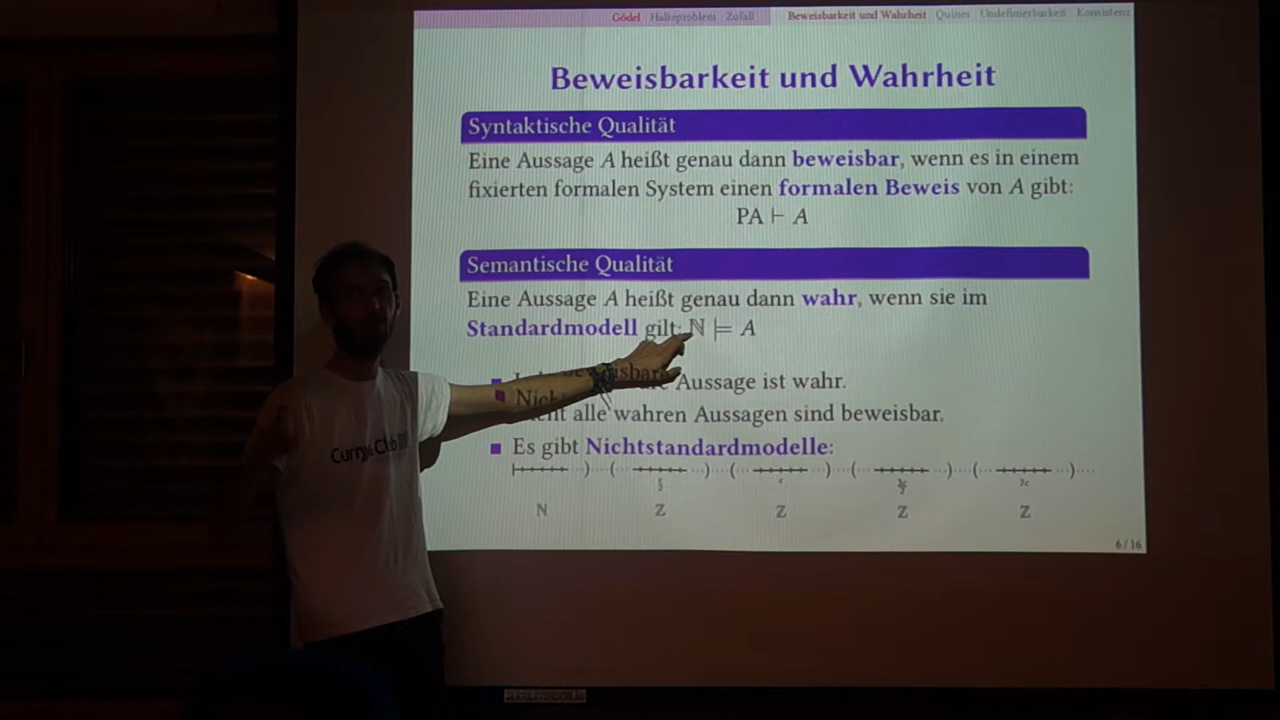 Gödel Halteproblem Zufall Beweisbarkeit und Wahrheit Quines Undefinierbarkeit Konsistenz
Beweisbarkeit und Wahrheit
Syntaktische Qualität
Eine Aussage A heißt genau dann beweisbar, wenn es in einem
fixierten formalen System einen formalen Beweis von A gibt:
PA ⊢ A
Semantische Qualität
Eine Aussage A heißt genau dann wahr, wenn sie im
Standardmodell gilt: ℕ ⊨ A
Aussage ist wahr.
alle wahren Aussagen sind beweisbar.
Es gibt Nichtstandardmodelle:
ℕ ℤ ℤ ℤ ℤ
6 / 16